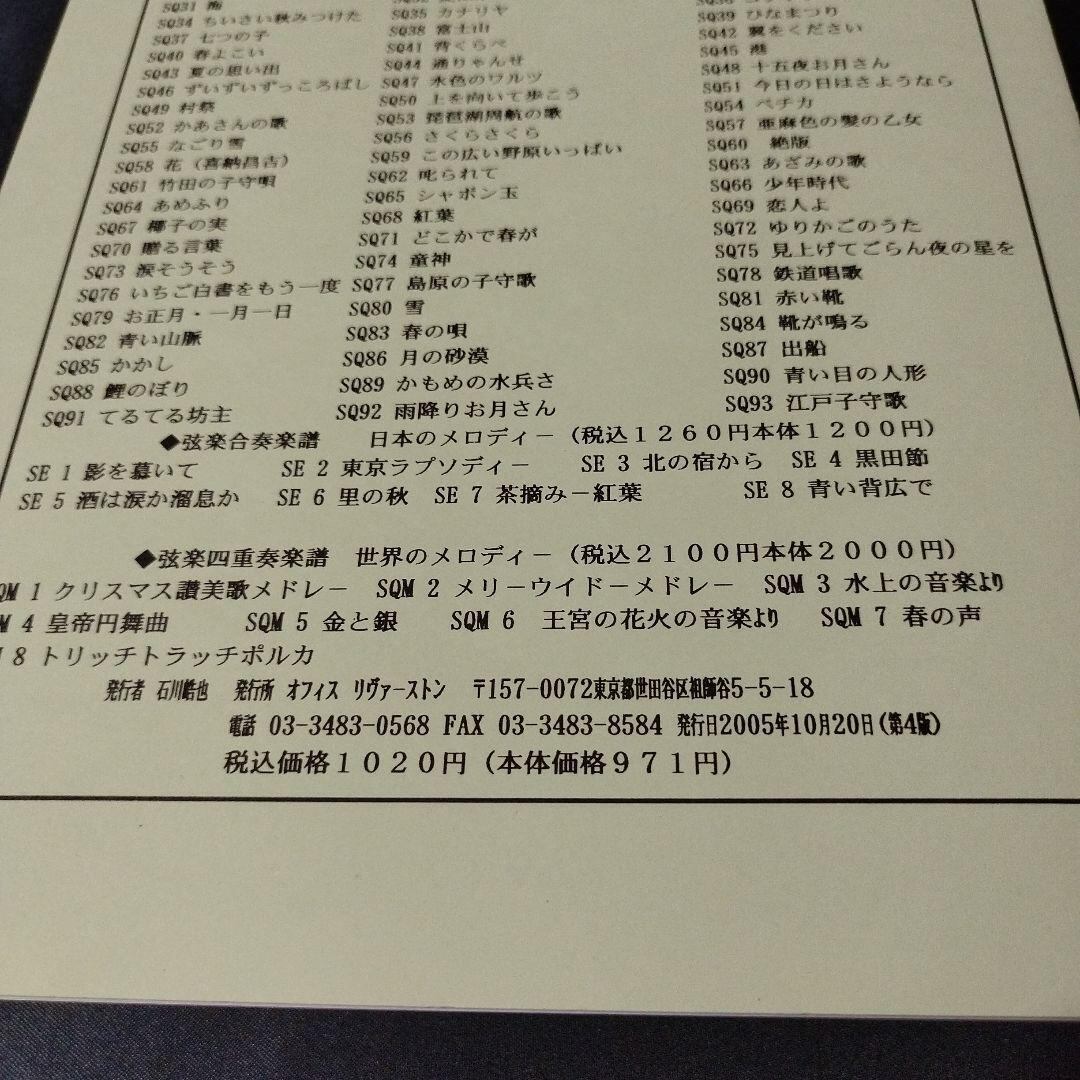 SQ31 海
SQ34 ちいさい秋みつけた SQ35 カナリヤ SQ39 ひなまつり
SQ37 七つの子 SQ38 富士山 SQ42 翼をください
SQ40 春よこい SQ41 背くらべ SQ45 港
SQ43 夏の思い出 SQ44 通りゃんせ SQ48 十五夜お月さん
SQ46 ずいずいずっころばし SQ47 水色のワルツ SQ51 今日の日はさようなら
SQ49 村祭 SQ50 上を向いて歩こう SQ54 ペチカ
SQ52 かあさんの歌 SQ53 琵琶湖周航の歌 SQ57 亜麻色の髪の乙女
SQ55 なごり雪 SQ56 さくらさくら SQ60 絶版
SQ58 花（喜納昌吉） SQ59 この広い野原いっぱい SQ63 あざみの歌
SQ61 竹田の子守唄 SQ62 叱られて SQ66 少年時代
SQ64 あめふり SQ65 シャボン玉 SQ69 恋人よ
SQ67 椰子の実 SQ68 紅葉 SQ72 ゆりかごのうた
SQ70 贈る言葉 SQ71 どこかで春が SQ75 見上げてごらん夜の星を
SQ73 涙そうそう SQ74 童神 SQ78 鉄道唱歌
SQ76 いちご白書をもう一度 SQ77 島原の子守歌 SQ81 赤い靴
SQ79 お正月・一月一日 SQ80 雪 SQ84 靴が鳴る
SQ82 青い山脈 SQ83 春の唄 SQ87 出船
SQ85 かかし SQ86 月の砂漠 SQ90 青い目の人形
SQ88 鯉のぼり SQ89 かもめの水兵さ SQ93 江戸子守歌
SQ91 てるてる坊主 SQ92 雨降りお月さん
◆弦楽合奏楽譜 日本のメロディ－（税込１２６０円本体１２００円）
SE 1 影を慕いて SE 2 東京ラプソディ－ SE 3 北の宿から SE 4 黒田節
SE 5 酒は涙か溜息か SE 6 里の秋 SE 7 茶摘み－紅葉 SE 8 青い背広で
◆弦楽四重奏楽譜 世界のメロディ－（税込２１００円本体２０００円）
QM 1 クリスマス讃美歌メドレ－ SQM 2 メリ－ウイド－メドレ－ SQM 3 水上の音楽より
M 4 皇帝円舞曲 SQM 5 金と銀 SQM 6 王宮の花火の音楽より SQM 7 春の声
8 トリッチトラッチポルカ
発行者 石川皓也 発行所 オフィス リヴァーストン 〒157-0072東京都世田谷区祖師谷5-5-18
電話 03-3483-0568 FAX 03-3483-8584 発行日2005年10月20日(第4版)
税込価格１０２０円（本体価格９７１円）